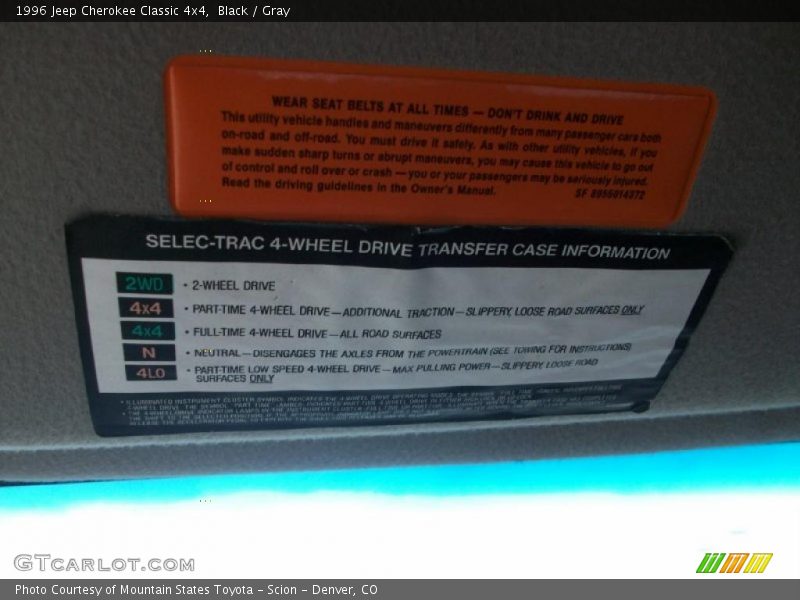 1996 Jeep Cherokee Classic 4x4, Black / Gray
WEAR SEAT BELTS AT ALL TIMES — DON'T DRINK AND DRIVE
This utility vehicle handles and maneuvers differently from many passenger cars both
on-road and off-road. You must drive it safely. As with other utility vehicles, if you
make sudden sharp turns or abrupt maneuvers, you may cause this vehicle to go out
of control and roll over or crash — you or your passengers may be seriously injured.
Read the driving guidelines in the Owner's Manual.
SELEC-TRAC 4-WHEEL DRIVE TRANSFER CASE INFORMATION
2WD • 2-WHEEL DRIVE
4x4 • PART-TIME 4-WHEEL DRIVE—ADDITIONAL TRACTION—SLIPPERY, LOOSE ROAD SURFACES ONLY
4x4 • FULL-TIME 4-WHEEL DRIVE—ALL ROAD SURFACES
N • NEUTRAL—DISENGAGES THE AXLES FROM THE POWERTRAIN (SEE TOWING FOR INSTRUCTIONS)
4LO • PART-TIME LOW SPEED 4-WHEEL DRIVE—MAX PULLING POWER—SLIPPERY, LOOSE ROAD
SURFACES ONLY
GTcarlot.com
Photo Courtesy of Mountain States Toyota - Scion - Denver, CO